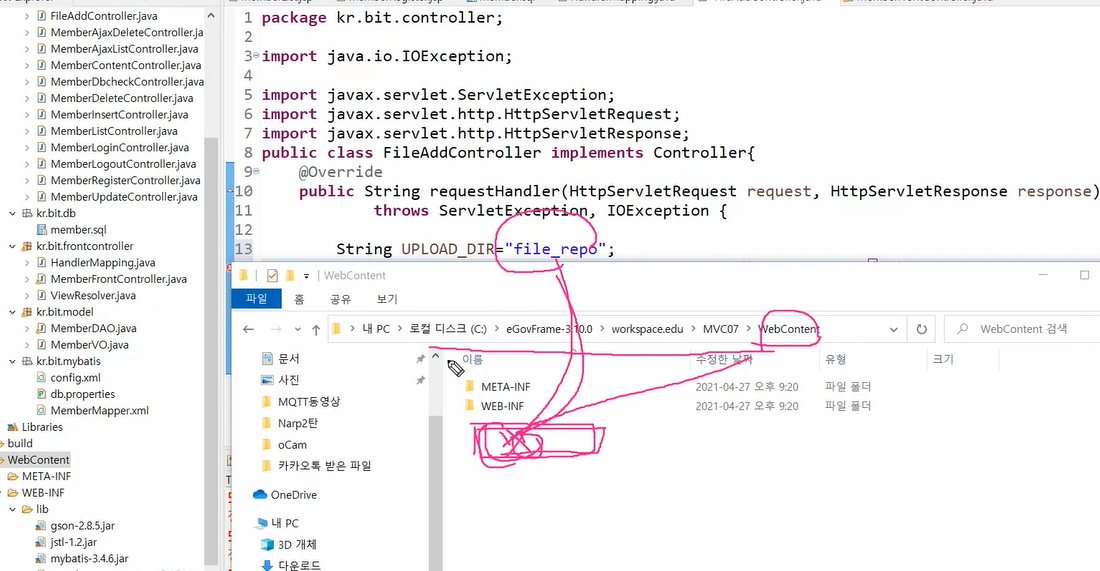 FileAddController.java
MemberAjaxDeleteController.ja
MemberAjaxListController.java
MemberContentController.java
MemberDbcheckController.java
MemberDeleteController.java
MemberInsertController.java
MemberListController.java
MemberLoginController.java
MemberLogoutController.java
MemberRegisterController.java
MemberUpdateController.java
kr.bit.db
member.sql
kr.bit.frontcontroller
HandlerMapping.java
MemberFrontController.java
ViewResolver.java
kr.bit.model
MemberDAO.java
MemberVO.java
kr.bit.mybatis
config.xml
db.properties
MemberMapper.xml
Libraries
build
WebContent
META-INF
WEB-INF
lib
gson-2.8.5.jar
jstl-1.2.jar
mybatis-3.4.6.jar
1 package kr.bit.controller;
2
3 import java.io.IOException;
4
5 import javax.servlet.ServletException;
6 import javax.servlet.http.HttpServletRequest;
7 import javax.servlet.http.HttpServletResponse;
8 public class FileAddController implements Controller{
9 @Override
10 public String requestHandler(HttpServletRequest request, HttpServletResponse response)
11 throws ServletException, IOException {
12
13 String UPLOAD_DIR="file_repo";
WebContent
파일 홈 공유 보기
내 PC > 로컬 디스크 (C:) > eGovFrame-3.10.0 > workspace.edu > MVC07 > WebContent
WebContent 검색
문서
사진
MQTT동영상
Narp2탄
oCam
카카오톡 받은 파일
OneDrive
내 PC
3D 개체
다운로드
이름 수정한 날짜 유형 크기
META-INF 2021-04-27 오후 9:20 파일 폴더
WEB-INF 2021-04-27 오후 9:20 파일 폴더